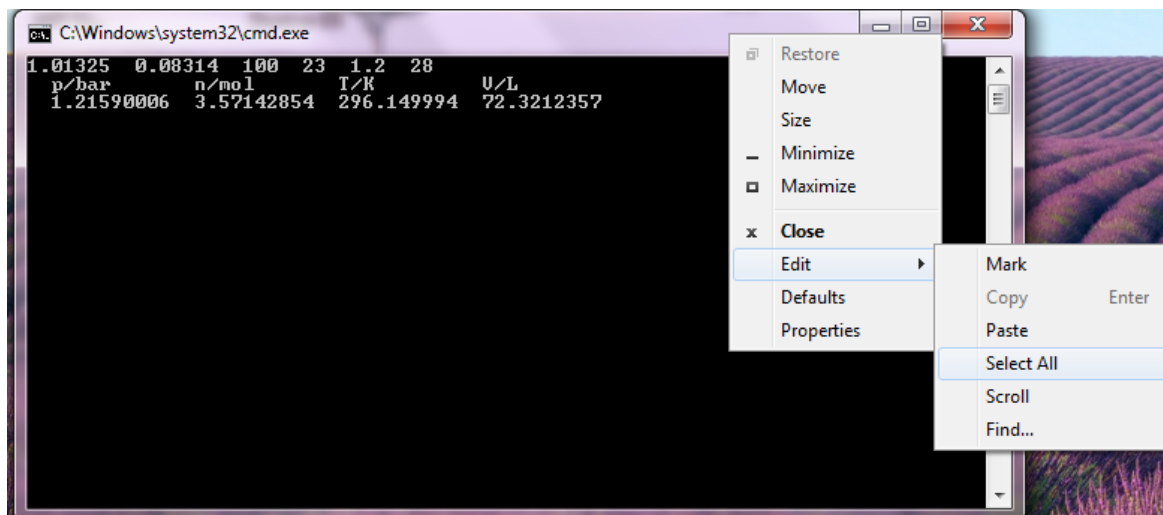 C:\Windows\system32\cmd.exe
1.01325 0.08314 100 23 1.2 28
p/bar n/mol T/K V/L
1.21590006 3.57142854 296.149994 72.3212357
Restore
Move
Size
Minimize
Maximize
Close
Edit
Defaults
Properties
Mark
Copy Enter
Paste
Select All
Scroll
Find...